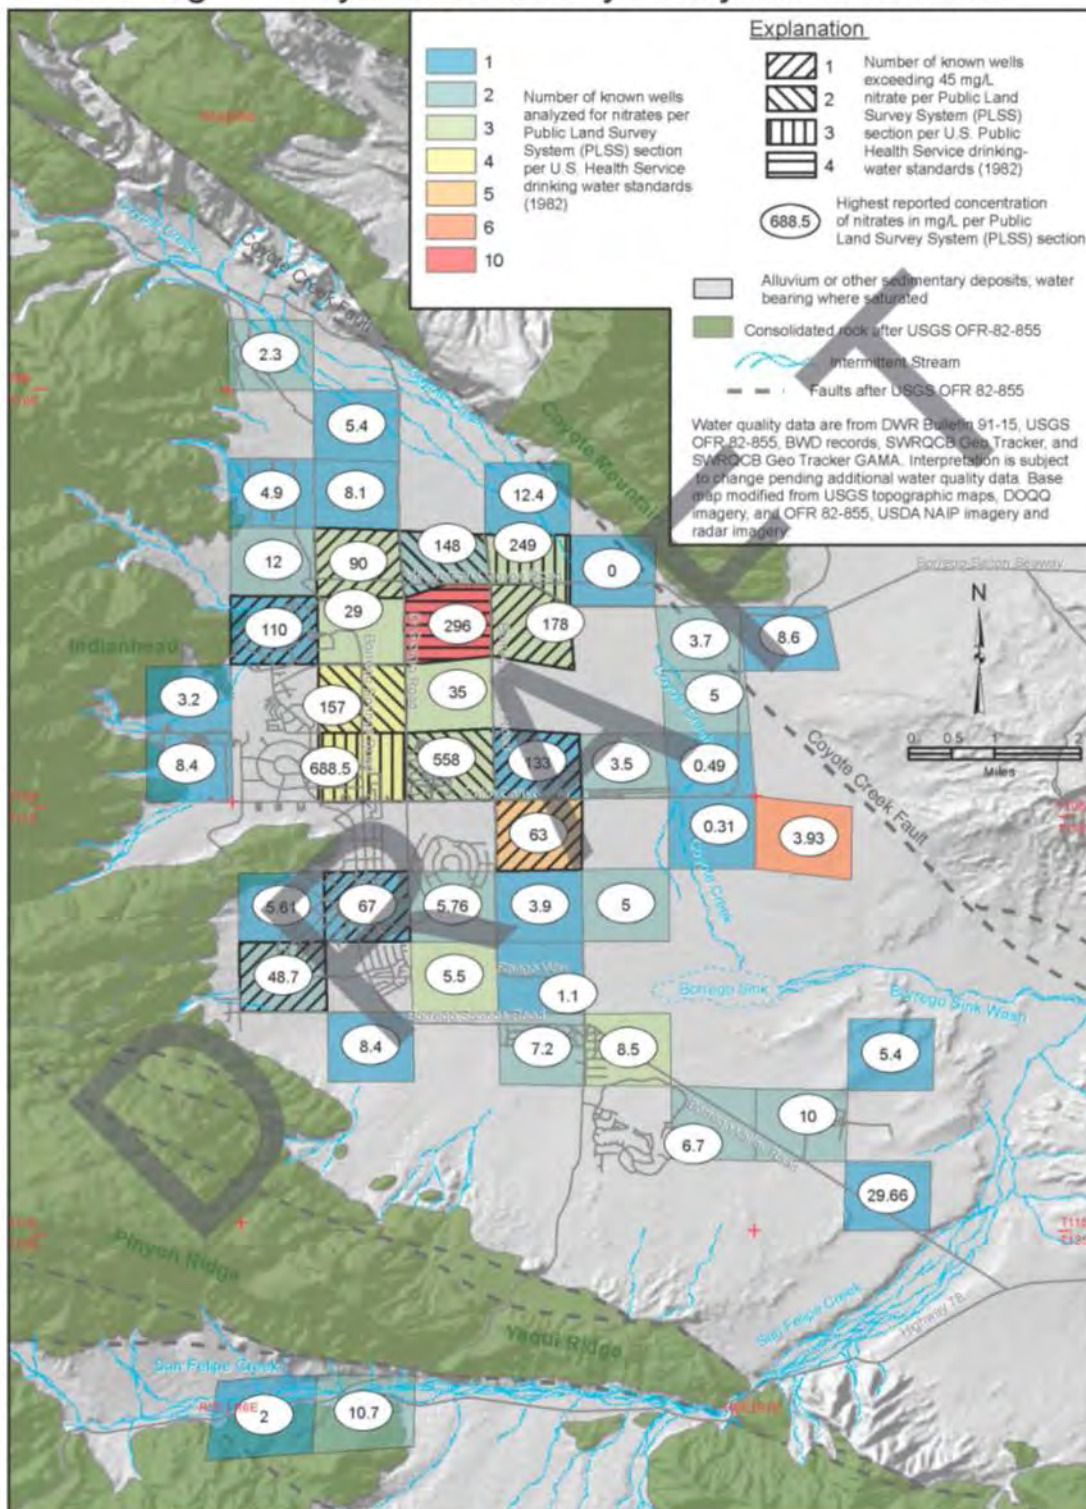 Explanation
1
2
3
4
5
6
10
Number of known wells
analyzed for nitrates per
Public Land Survey
System (PLSS) section
per U.S. Health Service
drinking water standards
(1982)
1
2
3
4
Number of known wells
exceeding 45 mg/L
nitrate per Public Land
Survey System (PLSS)
section per U.S. Public
Health Service drinking-
water standards (1982)
688.5
Highest reported concentration
of nitrates in mg/L per Public
Land Survey System (PLSS) section
Alluvium or other sedimentary deposits; water
bearing where saturated
Consolidated rock after USGS OFR-82-855
Intermittent Stream
Faults after USGS OFR 82-855
Water quality data are from DWR Bulletin 91-15, USGS
OFR 82-855, BWD records, SWRQCB Geo Tracker, and
SWRQCB Geo Tracker GAMA. Interpretation is subject
to change pending additional water quality data. Base
map modified from USGS topographic maps, DOQQ
imagery, and OFR 82-855, USDA NAIP imagery and
radar imagery.
DRAFT
Coyote Creek Fault
Coyote Mountain
2.3
5.4
4.9
8.1
12.4
12
90
148
249
0
Borrego-Salton Seaway
N
110
29
296
178
3.7
8.6
Indianhead
3.2
157
35
5
8.4
688.5
558
133
3.5
0.49
0 0.5 1 2
Miles
Coyote Creek Fault
63
0.31
3.93
5.61
67
5.76
3.9
5
48.7
5.5
1.1
Borrego Sink
Borrego Sink Wash
8.4
7.2
8.5
5.4
10
6.7
29.66
Pinyon Ridge
Yaqui Ridge
San Felipe Creek
Highway 78
San Felipe Creek
2
10.7